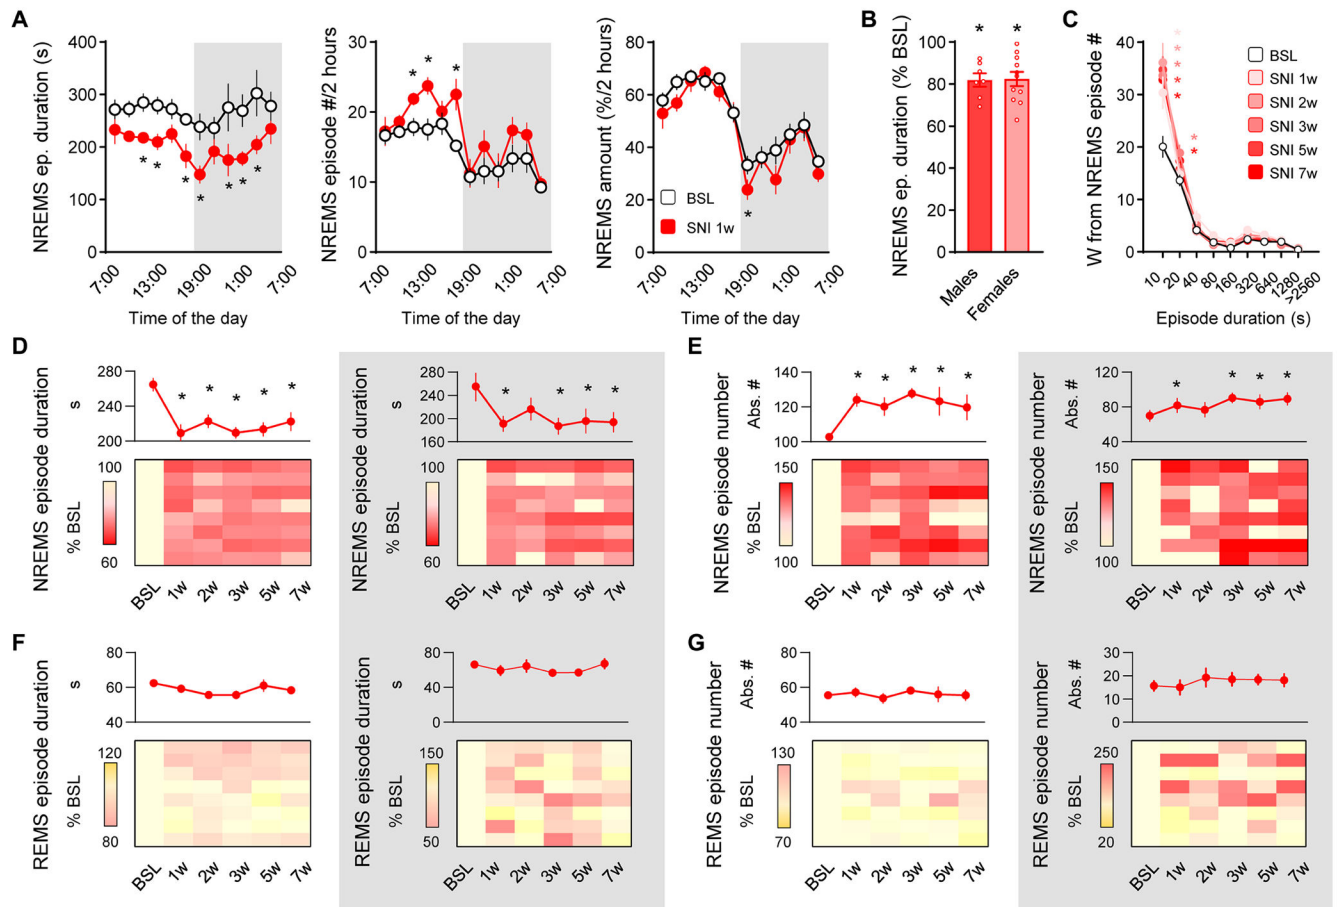 A
NREMS ep. duration (s)
400
300
200
100
0
* * * * * * *
7:00
13:00
19:00
1:00
7:00
Time of the day
NREMS episode #/2 hours
30
20
10
0
* * *
7:00
13:00
19:00
1:00
7:00
Time of the day
NREMS amount (%/2 hours)
80
60
40
20
0
BSL
SNI 1w
*
7:00
13:00
19:00
1:00
7:00
Time of the day
B
NREMS ep. duration (% BSL)
100
80
60
40
20
0
* *
Males
Females
C
W from NREMS episode #
40
30
20
10
0
* * * * *
* *
BSL
SNI 1w
SNI 2w
SNI 3w
SNI 5w
SNI 7w
10
20
40
80
160
320
640
1280
>2560
Episode duration (s)
D
NREMS episode duration
s
280
240
200
* * * * *
% BSL
100
60
BSL
1w
2w
3w
5w
7w
NREMS episode duration
s
280
240
200
160
* * * *
% BSL
100
60
BSL
1w
2w
3w
5w
7w
E
NREMS episode number
Abs. #
140
120
100
* * * * *
% BSL
150
100
BSL
1w
2w
3w
5w
7w
NREMS episode number
Abs. #
120
80
40
* * * *
% BSL
150
100
BSL
1w
2w
3w
5w
7w
F
REMS episode duration
s
80
60
40
% BSL
120
80
BSL
1w
2w
3w
5w
7w
REMS episode duration
s
80
40
0
% BSL
150
50
BSL
1w
2w
3w
5w
7w
G
REMS episode number
Abs. #
80
60
40
% BSL
130
70
BSL
1w
2w
3w
5w
7w
REMS episode number
Abs. #
30
20
10
0
% BSL
250
20
BSL
1w
2w
3w
5w
7w